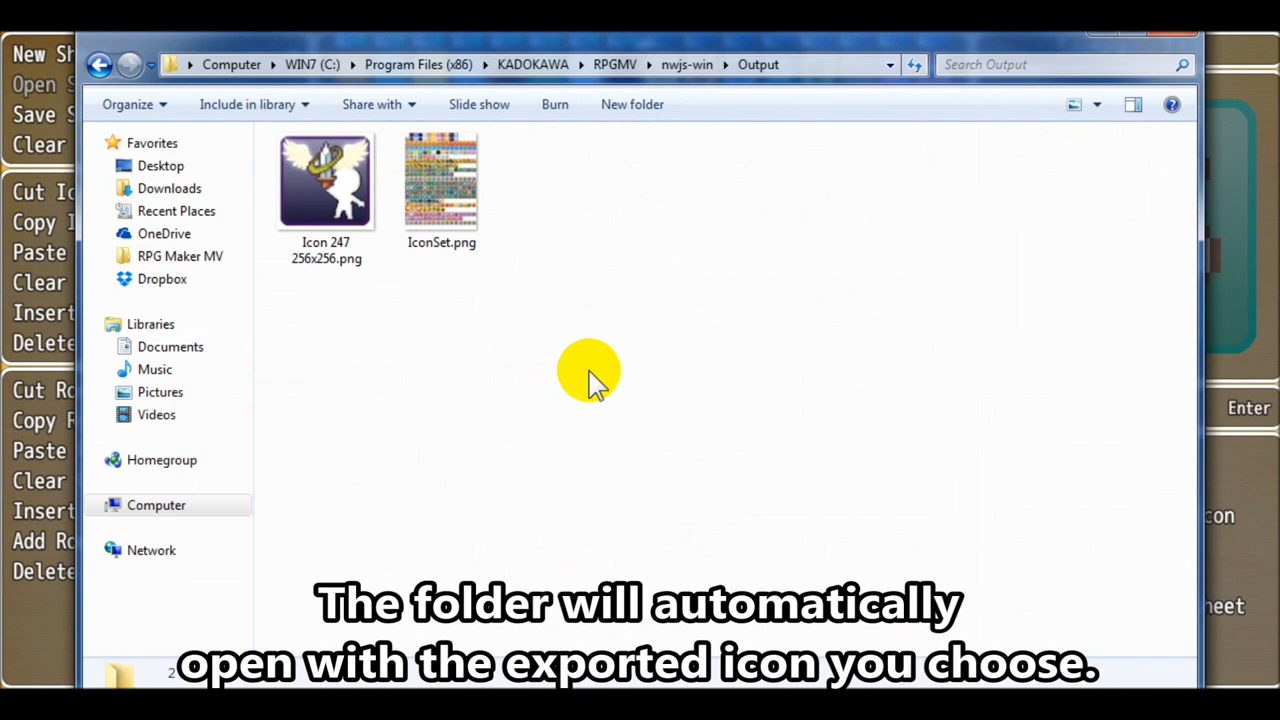 Computer ▸ WIN7 (C:) ▸ Program Files (x86) ▸ KADOKAWA ▸ RPGMV ▸ nwjs-win ▸ Output
Search Output
Organize
Include in library
Share with
Slide show
Burn
New folder
Favorites
Desktop
Downloads
Recent Places
OneDrive
RPG Maker MV
Dropbox
Libraries
Documents
Music
Pictures
Videos
Homegroup
Computer
Network
Icon 247
256x256.png
IconSet.png
New Sh
Open S
Save S
Clear
Cut Ic
Copy I
Paste
Clear
Insert
Delete
Cut Ro
Copy R
Paste
Clear
Insert
Add Ro
Delete
Enter
con
heet
2
The folder will automatically
open with the exported icon you choose.